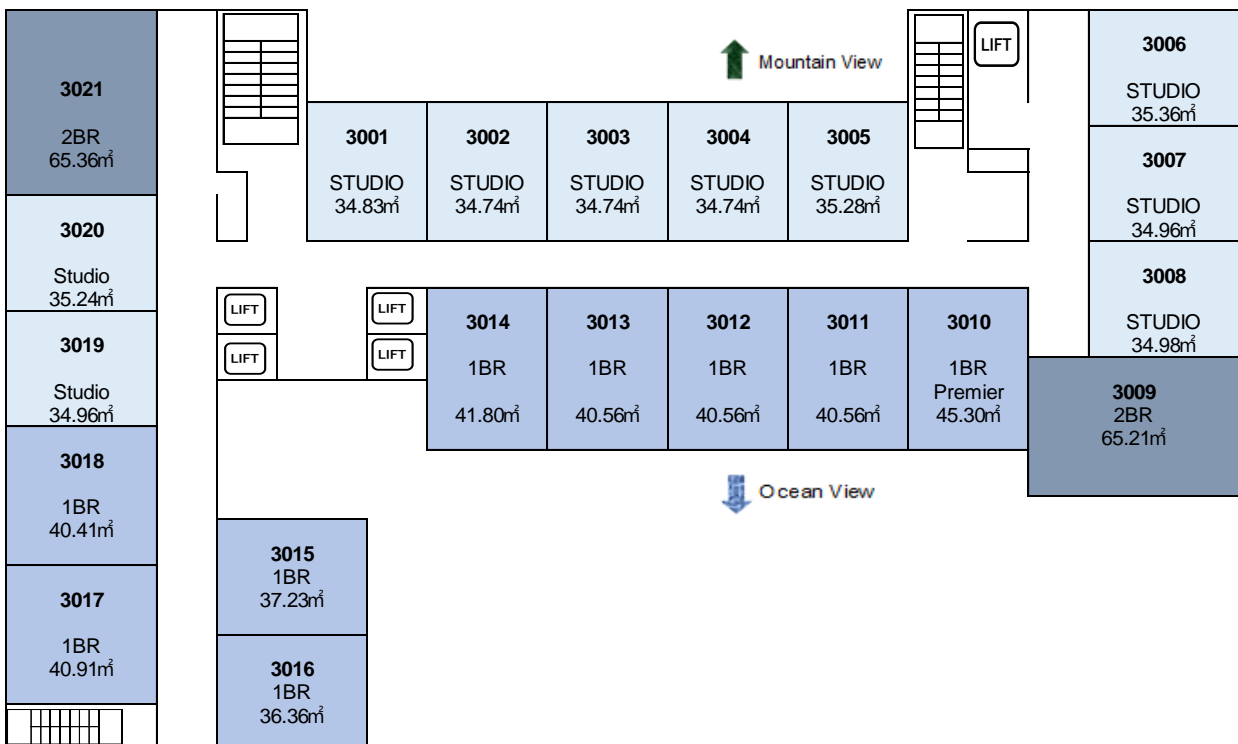 3021
2BR
65.36㎡
3020
Studio
35.24㎡
3019
Studio
34.96㎡
3018
1BR
40.41㎡
3017
1BR
40.91㎡
Mountain View
3001
STUDIO
34.83㎡
3002
STUDIO
34.74㎡
3003
STUDIO
34.74㎡
3004
STUDIO
34.74㎡
3005
STUDIO
35.28㎡
LIFT
3006
STUDIO
35.36㎡
3007
STUDIO
34.96㎡
3008
STUDIO
34.98㎡
LIFT
LIFT
LIFT
LIFT
3014
1BR
41.80㎡
3013
1BR
40.56㎡
3012
1BR
40.56㎡
3011
1BR
40.56㎡
3010
1BR
Premier
45.30㎡
3009
2BR
65.21㎡
Ocean View
3015
1BR
37.23㎡
3016
1BR
36.36㎡